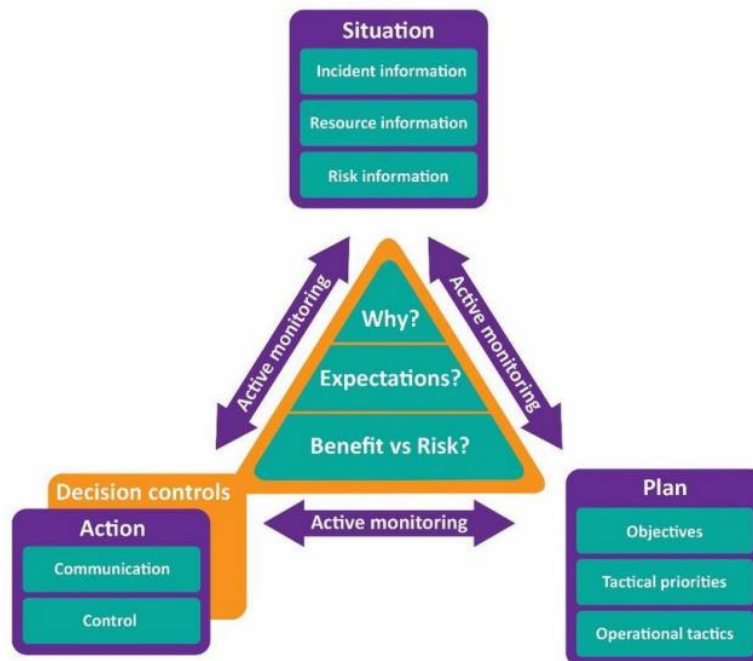 Situation
Incident information
Resource information
Risk information
Active monitoring
Active monitoring
Why?
Expectations?
Benefit vs Risk?
Decision controls
Action
Communication
Control
Active monitoring
Plan
Objectives
Tactical priorities
Operational tactics